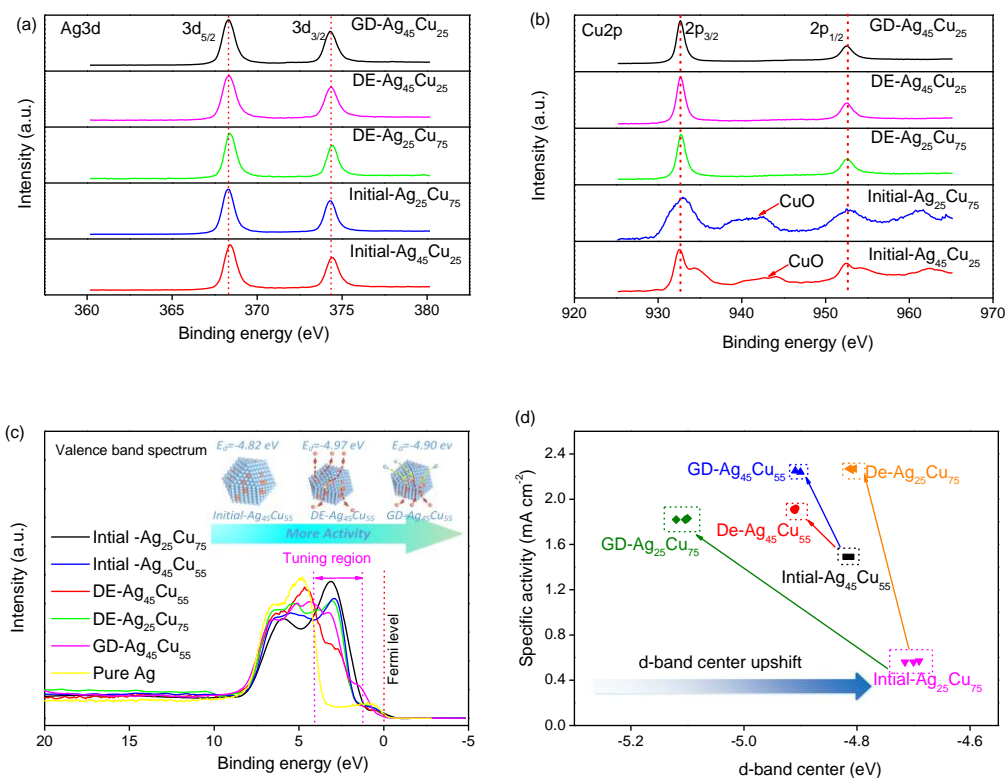 (a)
Ag3d
3d5/2
3d3/2
GD-Ag45Cu25
DE-Ag45Cu25
DE-Ag25Cu75
Initial-Ag25Cu75
Initial-Ag45Cu25
Intensity (a.u.)
360 365 370 375 380
Binding energy (eV)
(b)
Cu2p
2p3/2
2p1/2
GD-Ag45Cu25
DE-Ag45Cu25
DE-Ag25Cu75
Initial-Ag25Cu75
CuO
Initial-Ag45Cu25
CuO
Intensity (a.u.)
920 930 940 950 960 970
Binding energy (eV)
(c)
Valence band spectrum
Ed=-4.82 eV Ed=-4.97 eV Ed=-4.90 ev
Initial-Ag45Cu55 DE-Ag45Cu55 GD-Ag45Cu55
More Activity
Tuning region
Intial -Ag25Cu75
Intial -Ag45Cu55
DE-Ag45Cu55
DE-Ag25Cu75
GD-Ag45Cu55
Pure Ag
Fermi level
Intensity (a.u.)
20 15 10 5 0 -5
Binding energy (eV)
(d)
Specific activity (mA cm-2)
2.4
2.0
1.6
1.2
0.8
0.4
0.0
GD-Ag45Cu55
De-Ag25Cu75
De-Ag45Cu55
GD-Ag25Cu75
Intial-Ag45Cu55
Intial-Ag25Cu75
d-band center upshift
-5.2 -5.0 -4.8 -4.6
d-band center (eV)